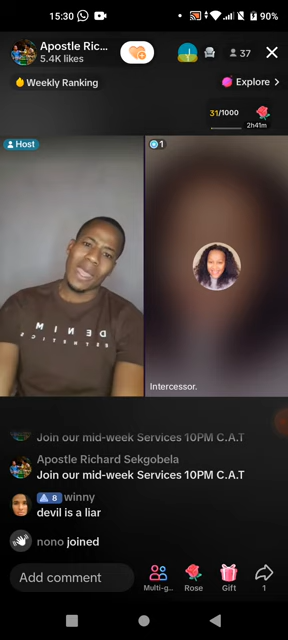 15:30
90%
Apostle Ric...
5.4K likes
37
Weekly Ranking
Explore >
31/1000
2h41m
Host
1
DENIM
Intercessor.
Join our mid-week Services 10PM C.A.T
Apostle Richard Sekgobela
Join our mid-week Services 10PM C.A.T
8 winny
devil is a liar
nono joined
Add comment
Multi-g...
Rose
Gift
1